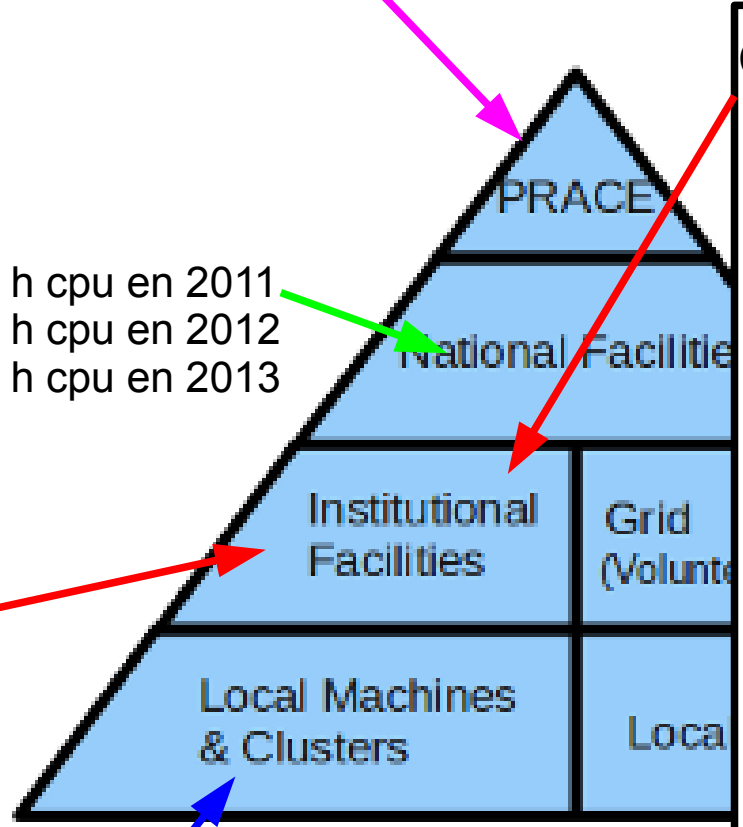 PRACE
h cpu en 2011
h cpu en 2012
h cpu en 2013
National Facilitie
Institutional
Facilities
Grid
(Volunte
Local Machines
& Clusters
Local